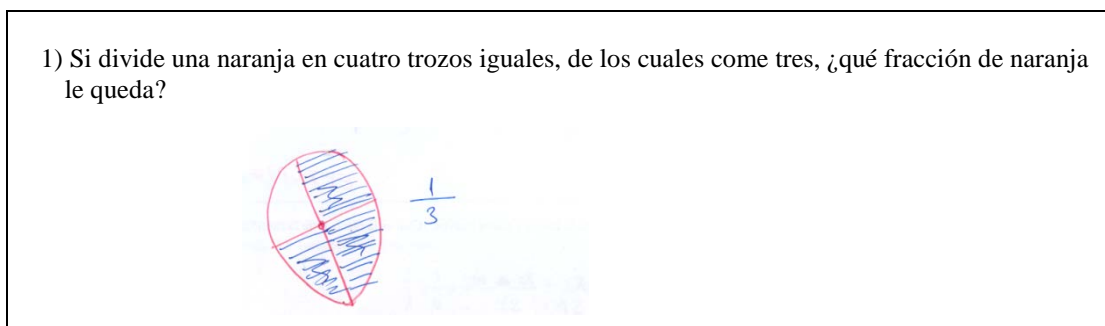 1) Si divide una naranja en cuatro trozos iguales, de los cuales come tres, ¿qué fracción de naranja
le queda?
1
3